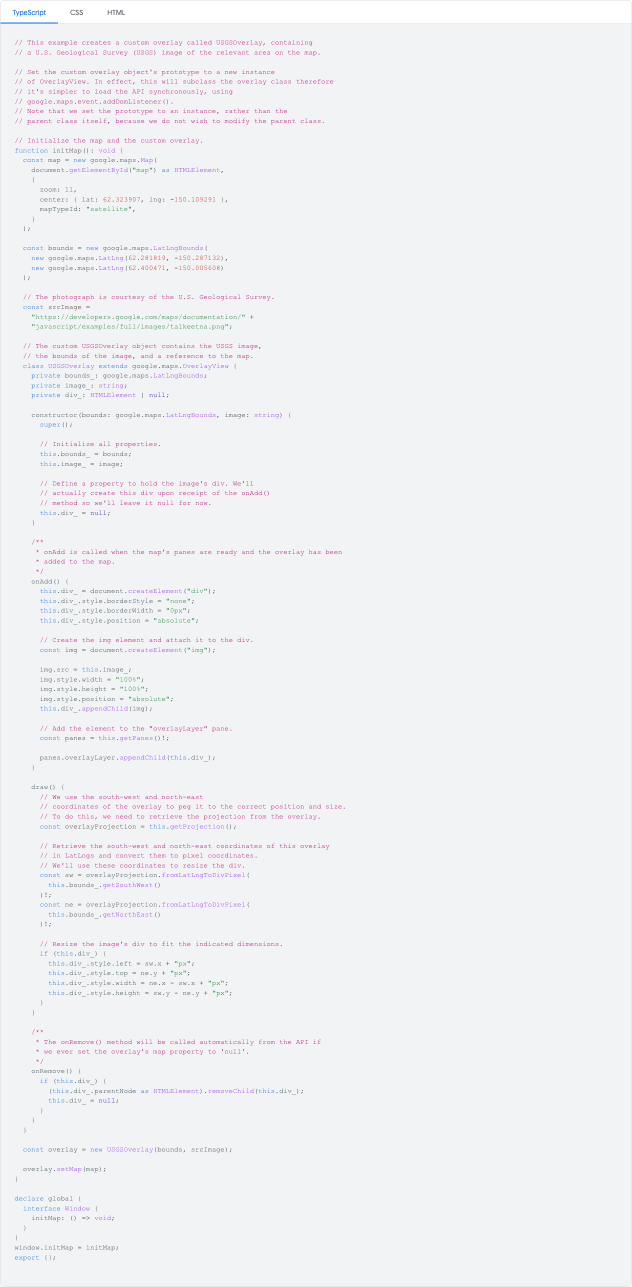 TypeScript CSS HTML
// This example creates a custom overlay called USGSOverlay, containing
// a U.S. Geological Survey (USGS) image of the relevant area on the map.
// Set the custom overlay object's prototype to a new instance
// of OverlayView. In effect, this will subclass the overlay class therefore
// it's simpler to load the API synchronously, using
// google.maps.event.addDomListener().
// Note that we set the prototype to an instance, rather than the
// parent class itself, because we do not wish to modify the parent class.
// Initialize the map and the custom overlay.
function initMap(): void {
  const map = new google.maps.Map(
    document.getElementById("map") as HTMLElement,
    {
      zoom: 11,
      center: { lat: 62.323907, lng: -150.109291 },
      mapTypeId: "satellite",
    }
  );
  const bounds = new google.maps.LatLngBounds(
    new google.maps.LatLng(62.281819, -150.287132),
    new google.maps.LatLng(62.400471, -150.005608)
  );
  // The photograph is courtesy of the U.S. Geological Survey.
  const srcImage =
    "https://developers.google.com/maps/documentation/" +
    "javascript/examples/full/images/talkeetna.png";
  // The custom USGSOverlay object contains the USGS image,
  // the bounds of the image, and a reference to the map.
  class USGSOverlay extends google.maps.OverlayView {
    private bounds_: google.maps.LatLngBounds;
    private image_: string;
    private div_: HTMLElement | null;
    constructor(bounds: google.maps.LatLngBounds, image: string) {
      super();
      // Initialize all properties.
      this.bounds_ = bounds;
      this.image_ = image;
      // Define a property to hold the image's div. We'll
      // actually create this div upon receipt of the onAdd()
      // method so we'll leave it null for now.
      this.div_ = null;
    }
    /**
     * onAdd is called when the map's panes are ready and the overlay has been
     * added to the map.
     */
    onAdd() {
      this.div_ = document.createElement("div");
      this.div_.style.borderStyle = "none";
      this.div_.style.borderWidth = "0px";
      this.div_.style.position = "absolute";
      // Create the img element and attach it to the div.
      const img = document.createElement("img");
      img.src = this.image_;
      img.style.width = "100%";
      img.style.height = "100%";
      img.style.position = "absolute";
      this.div_.appendChild(img);
      // Add the element to the "overlayLayer" pane.
      const panes = this.getPanes()!;
      panes.overlayLayer.appendChild(this.div_);
    }
    draw() {
      // We use the south-west and north-east
      // coordinates of the overlay to peg it to the correct position and size.
      // To do this, we need to retrieve the projection from the overlay.
      const overlayProjection = this.getProjection();
      // Retrieve the south-west and north-east coordinates of this overlay
      // in LatLngs and convert them to pixel coordinates.
      // We'll use these coordinates to resize the div.
      const sw = overlayProjection.fromLatLngToDivPixel(
        this.bounds_.getSouthWest()
      )!;
      const ne = overlayProjection.fromLatLngToDivPixel(
        this.bounds_.getNorthEast()
      )!;
      // Resize the image's div to fit the indicated dimensions.
      if (this.div_) {
        this.div_.style.left = sw.x + "px";
        this.div_.style.top = ne.y + "px";
        this.div_.style.width = ne.x - sw.x + "px";
        this.div_.style.height = sw.y - ne.y + "px";
      }
    }
    /**
     * The onRemove() method will be called automatically from the API if
     * we ever set the overlay's map property to 'null'.
     */
    onRemove() {
      if (this.div_) {
        (this.div_.parentNode as HTMLElement).removeChild(this.div_);
        this.div_ = null;
      }
    }
  }
  const overlay = new USGSOverlay(bounds, srcImage);
  overlay.setMap(map);
}
declare global {
  interface Window {
    initMap: () => void;
  }
}
window.initMap = initMap;
export {};